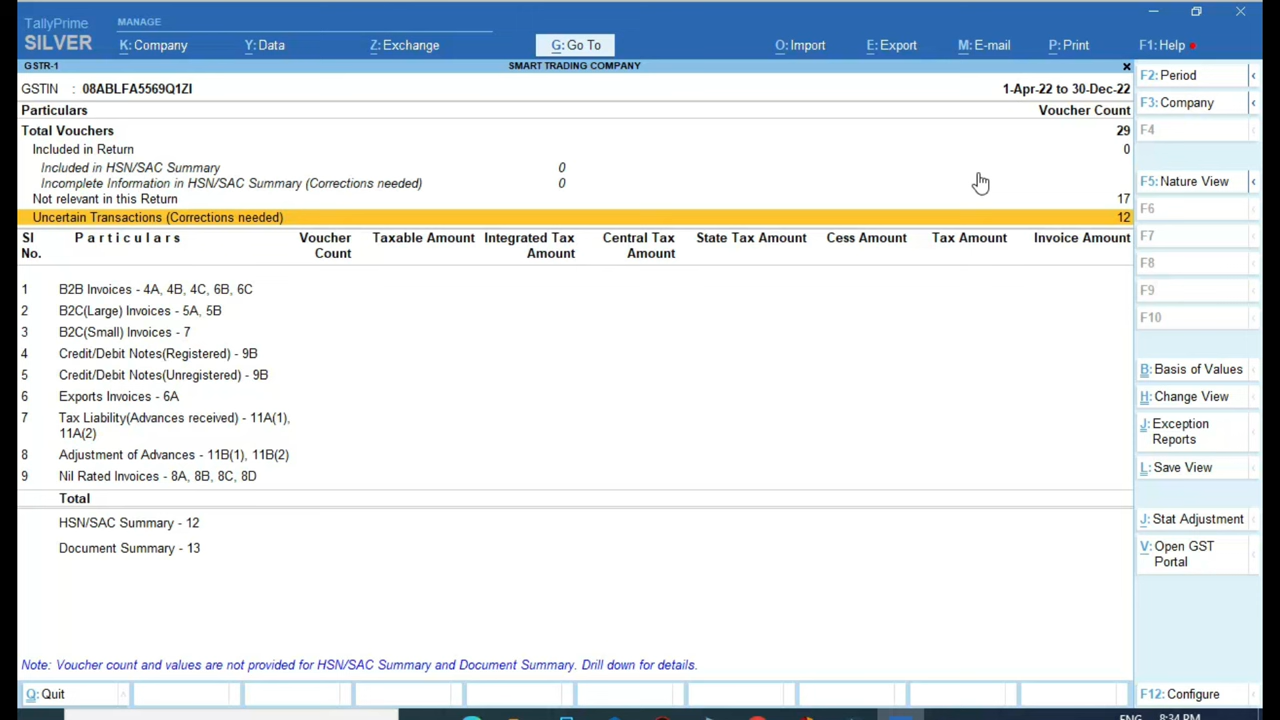 TallyPrime
SILVER
MANAGE
K: Company
Y: Data
Z: Exchange
G: Go To
O: Import
E: Export
M: E-mail
P: Print
F1: Help
GSTR-1
SMART TRADING COMPANY
x
GSTIN : 08ABLFA5569Q1ZI
1-Apr-22 to 30-Dec-22
Particulars
Voucher Count
Total Vouchers 29
Included in Return 0
Included in HSN/SAC Summary 0
Incomplete Information in HSN/SAC Summary (Corrections needed) 0
Not relevant in this Return 17
Uncertain Transactions (Corrections needed) 12
Sl No.
Particulars
Voucher Count
Taxable Amount
Integrated Tax Amount
Central Tax Amount
State Tax Amount
Cess Amount
Tax Amount
Invoice Amount
1 B2B Invoices - 4A, 4B, 4C, 6B, 6C
2 B2C(Large) Invoices - 5A, 5B
3 B2C(Small) Invoices - 7
4 Credit/Debit Notes(Registered) - 9B
5 Credit/Debit Notes(Unregistered) - 9B
6 Exports Invoices - 6A
7 Tax Liability(Advances received) - 11A(1),
11A(2)
8 Adjustment of Advances - 11B(1), 11B(2)
9 Nil Rated Invoices - 8A, 8B, 8C, 8D
Total
HSN/SAC Summary - 12
Document Summary - 13
Note: Voucher count and values are not provided for HSN/SAC Summary and Document Summary. Drill down for details.
Q: Quit
F2: Period
F3: Company
F4
F5: Nature View
F6
F7
F8
F9
F10
B: Basis of Values
H: Change View
J: Exception
Reports
L: Save View
J: Stat Adjustment
V: Open GST
Portal
F12: Configure
ENG 8:34 PM